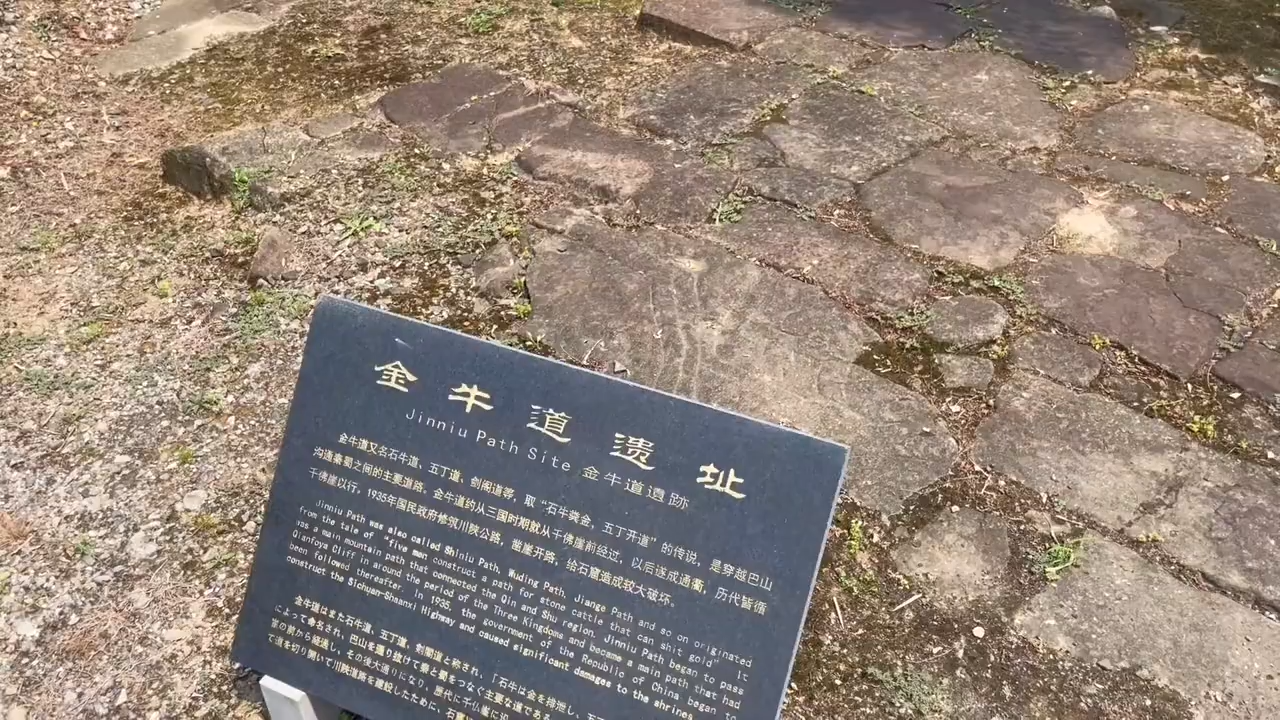 金牛道遗址
Jinniu Path Site 金牛道遺跡
金牛道又名石牛道、五丁道、剑阁道等，取“石牛粪金，五丁开道”的传说，是穿越巴山
沟通秦蜀之间的主要道路。金牛道约从三国时期就从千佛崖前经过，以后遂成通衢，历代皆循
千佛崖以行。1935年国民政府修筑川陕公路，凿崖开路，给石窟造成较大破坏。
Jinniu Path was also called Shiniu Path, Wuding Path, Jiange Path and so on originated
from the tale of "five men construct a path for stone cattle that can shit gold" It
was a main mountain path that connected the Qin and Shu region. Jinniu Path began to pass
Qianfoya Cliff in around the period of the Three Kingdoms and became a main path that had
been followed thereafter. In 1935, the government of the Republic of China began to
construct the Sichuan-Shaanxi Highway and caused significant damages to the shrines
金牛道はまた石牛道、五丁道、剣閣道と称され、「石牛は金を排泄し、五丁
によって命名され、巴山を通り抜けて秦と蜀をつなぐ主要な道である
窟の前から経過し、その後大通りになり、歴代に千仏崖に沿
て道を切り開いて川陝道路を建設したために、石